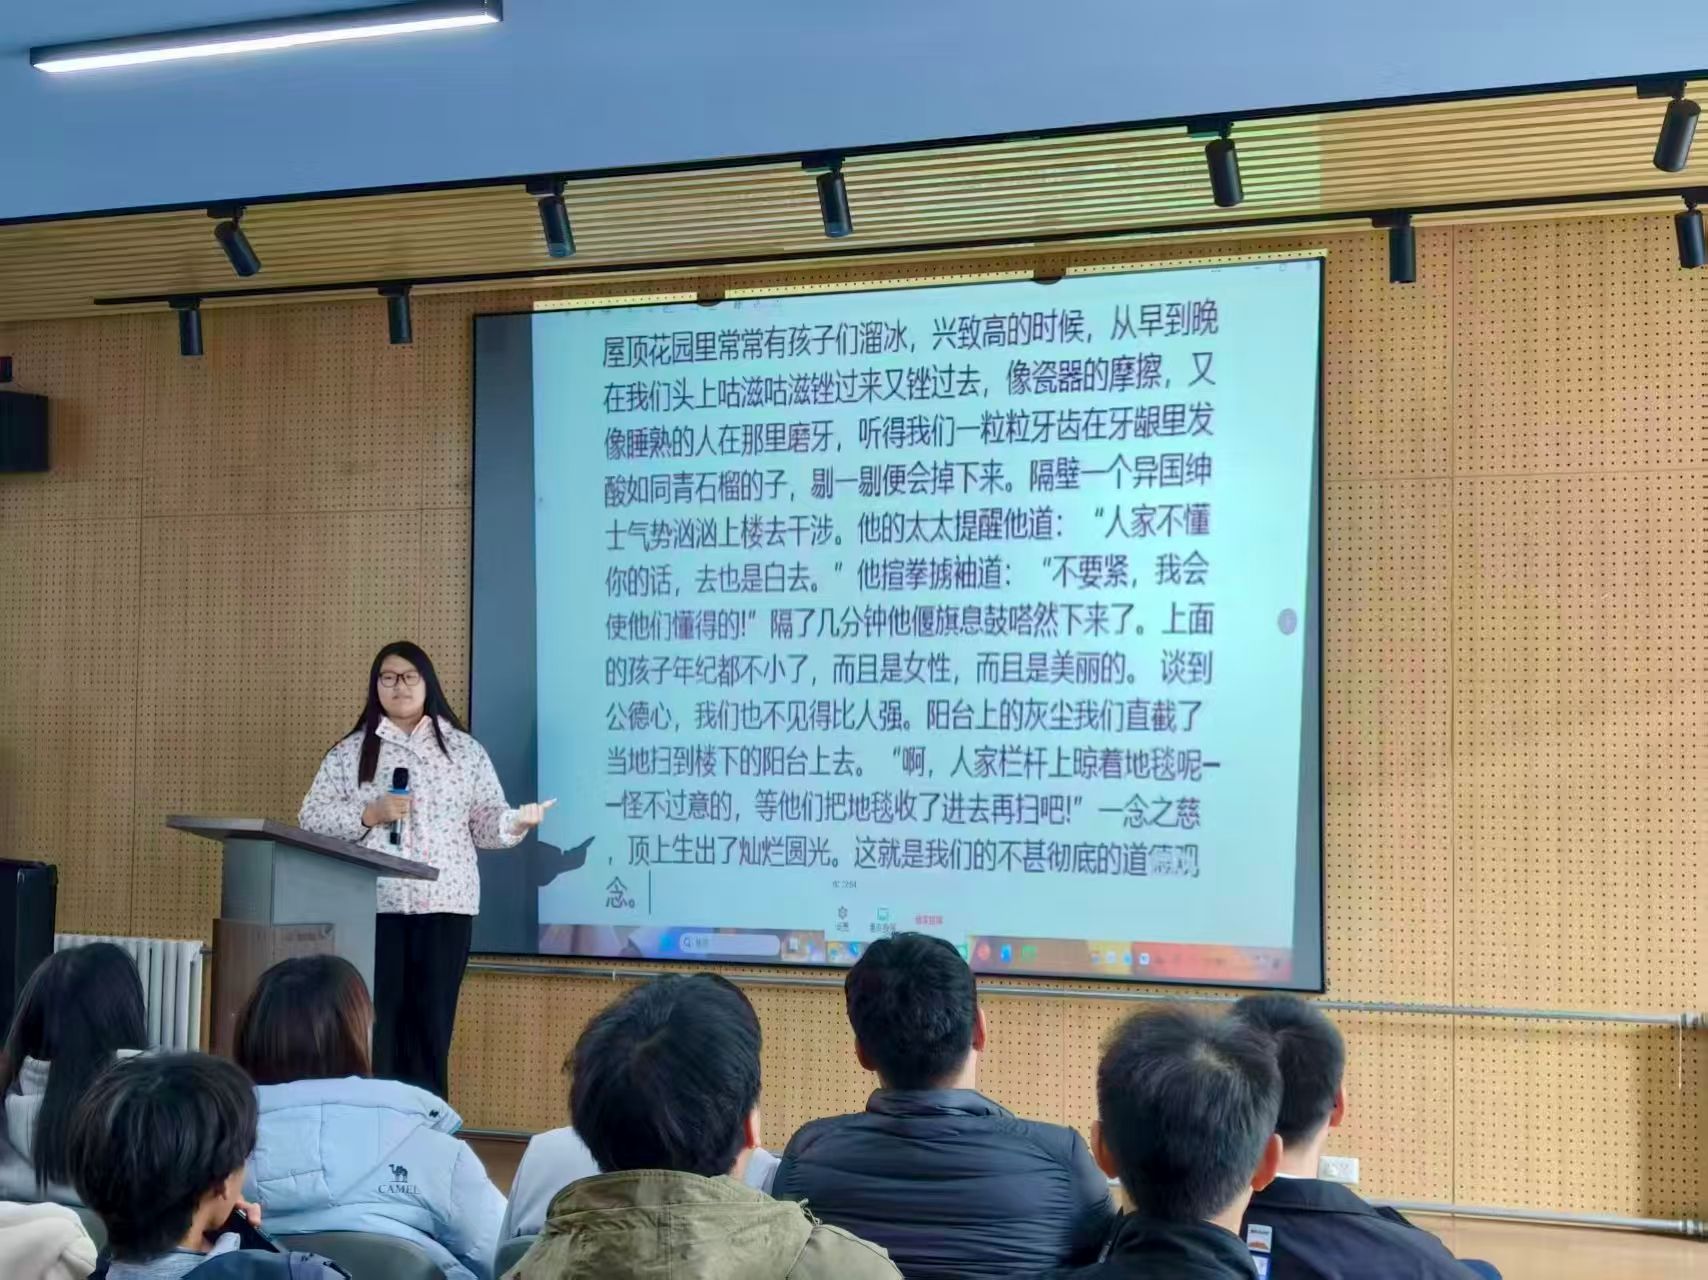 屋顶花园里常常有孩子们溜冰，兴致高的时候，从早到晚
在我们头上咕滋咕滋锉过来又锉过去，像瓷器的摩擦，又
像睡熟的人在那里磨牙，听得我们一粒粒牙齿在牙龈里发
酸如同青石榴的子，剔一剔便会掉下来。隔壁一个异国绅
士气势汹汹上楼去干涉。他的太太提醒他道：“人家不懂
你的话，去也是白去。”他揎拳掳袖道：“不要紧，我会
使他们懂得的!”隔了几分钟他偃旗息鼓嗒然下来了。上面
的孩子年纪都不小了，而且是女性，而且是美丽的。 谈到
公德心，我们也不见得比人强。阳台上的灰尘我们直截了
当地扫到楼下的阳台上去。“啊，人家栏杆上晾着地毯呢—
—怪不过意的，等他们把地毯收了进去再扫吧!”一念之慈
，顶上生出了灿烂圆光。这就是我们的不甚彻底的道德观
念。
CAMEL